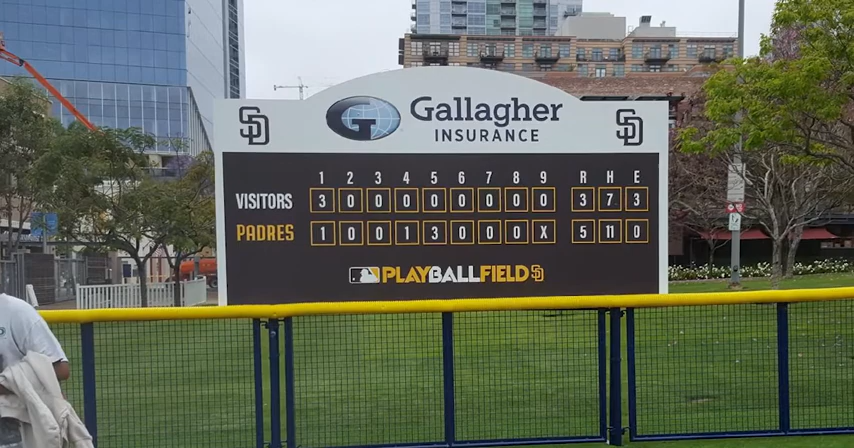 SD Gallagher SD
G INSURANCE
1 2 3 4 5 6 7 8 9 R H E
VISITORS 3 0 0 0 0 0 0 0 0 3 7 3
PADRES 1 0 0 1 3 0 0 0 X 5 11 0
PLAYBALLFIELD SD